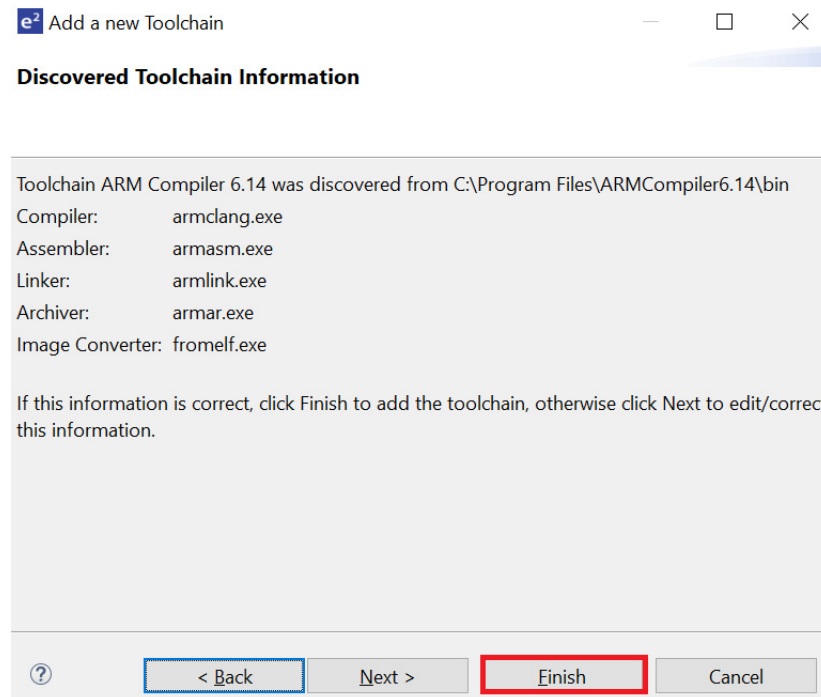 e² Add a new Toolchain
Discovered Toolchain Information
Toolchain ARM Compiler 6.14 was discovered from C:\Program Files\ARMCompiler6.14\bin
Compiler: armclang.exe
Assembler: armasm.exe
Linker: armlink.exe
Archiver: armar.exe
Image Converter: fromelf.exe
If this information is correct, click Finish to add the toolchain, otherwise click Next to edit/correc
this information.
? < Back Next > Finish Cancel